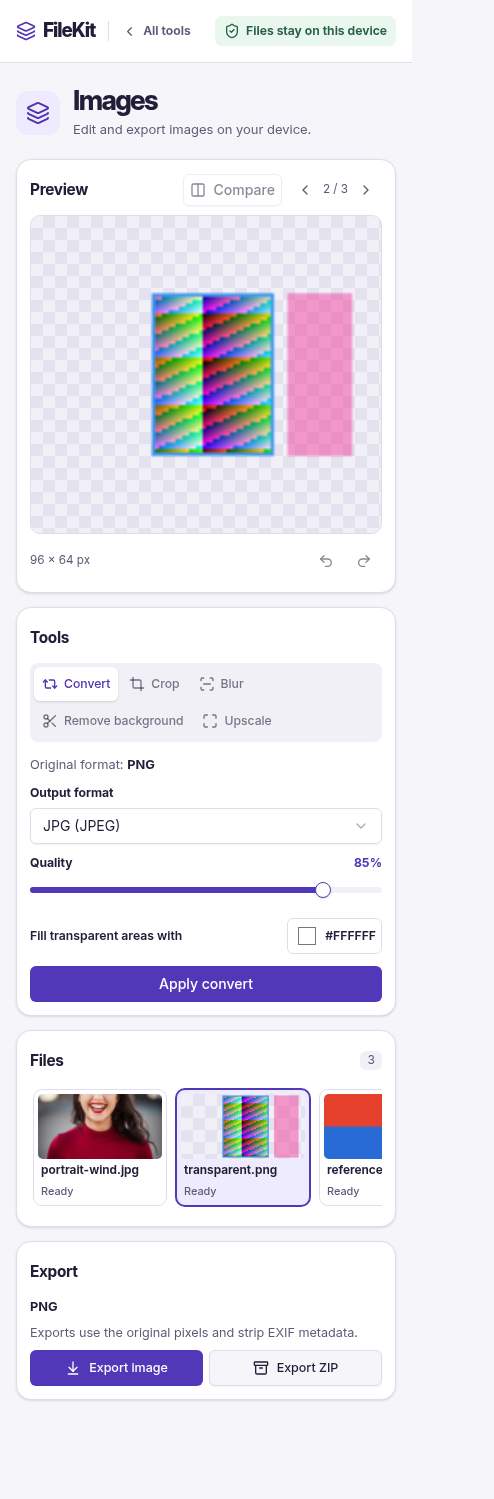 FileKit
All tools
Files stay on this device
Images
Edit and export images on your device.
Preview
Compare
2 / 3
96 × 64 px
Tools
Convert
Crop
Blur
Remove background
Upscale
Original format: PNG
Output format
JPG (JPEG)
Quality
85%
Fill transparent areas with
#FFFFFF
Apply convert
Files
3
portrait-wind.jpg
transparent.png
reference
Ready
Ready
Ready
Export
PNG
Exports use the original pixels and strip EXIF metadata.
Export image
Export ZIP